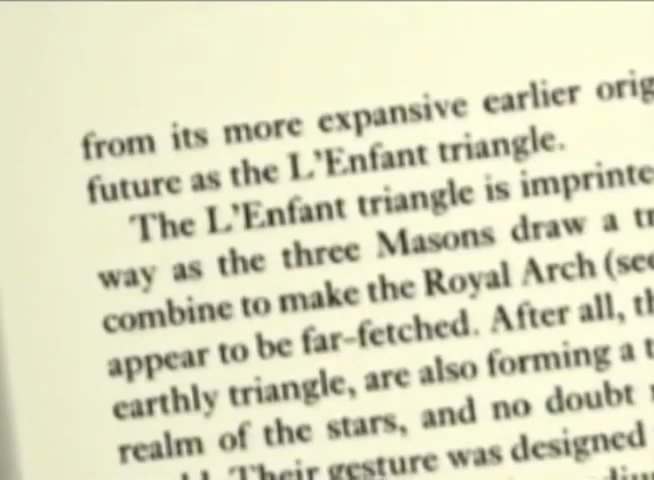 from its more expansive earlier orig
future as the L'Enfant triangle.
The L'Enfant triangle is imprinte
way as the three Masons draw a tr
combine to make the Royal Arch (see
appear to be far-fetched. After all, th
earthly triangle, are also forming a t
realm of the stars, and no doubt
Their gesture was designed